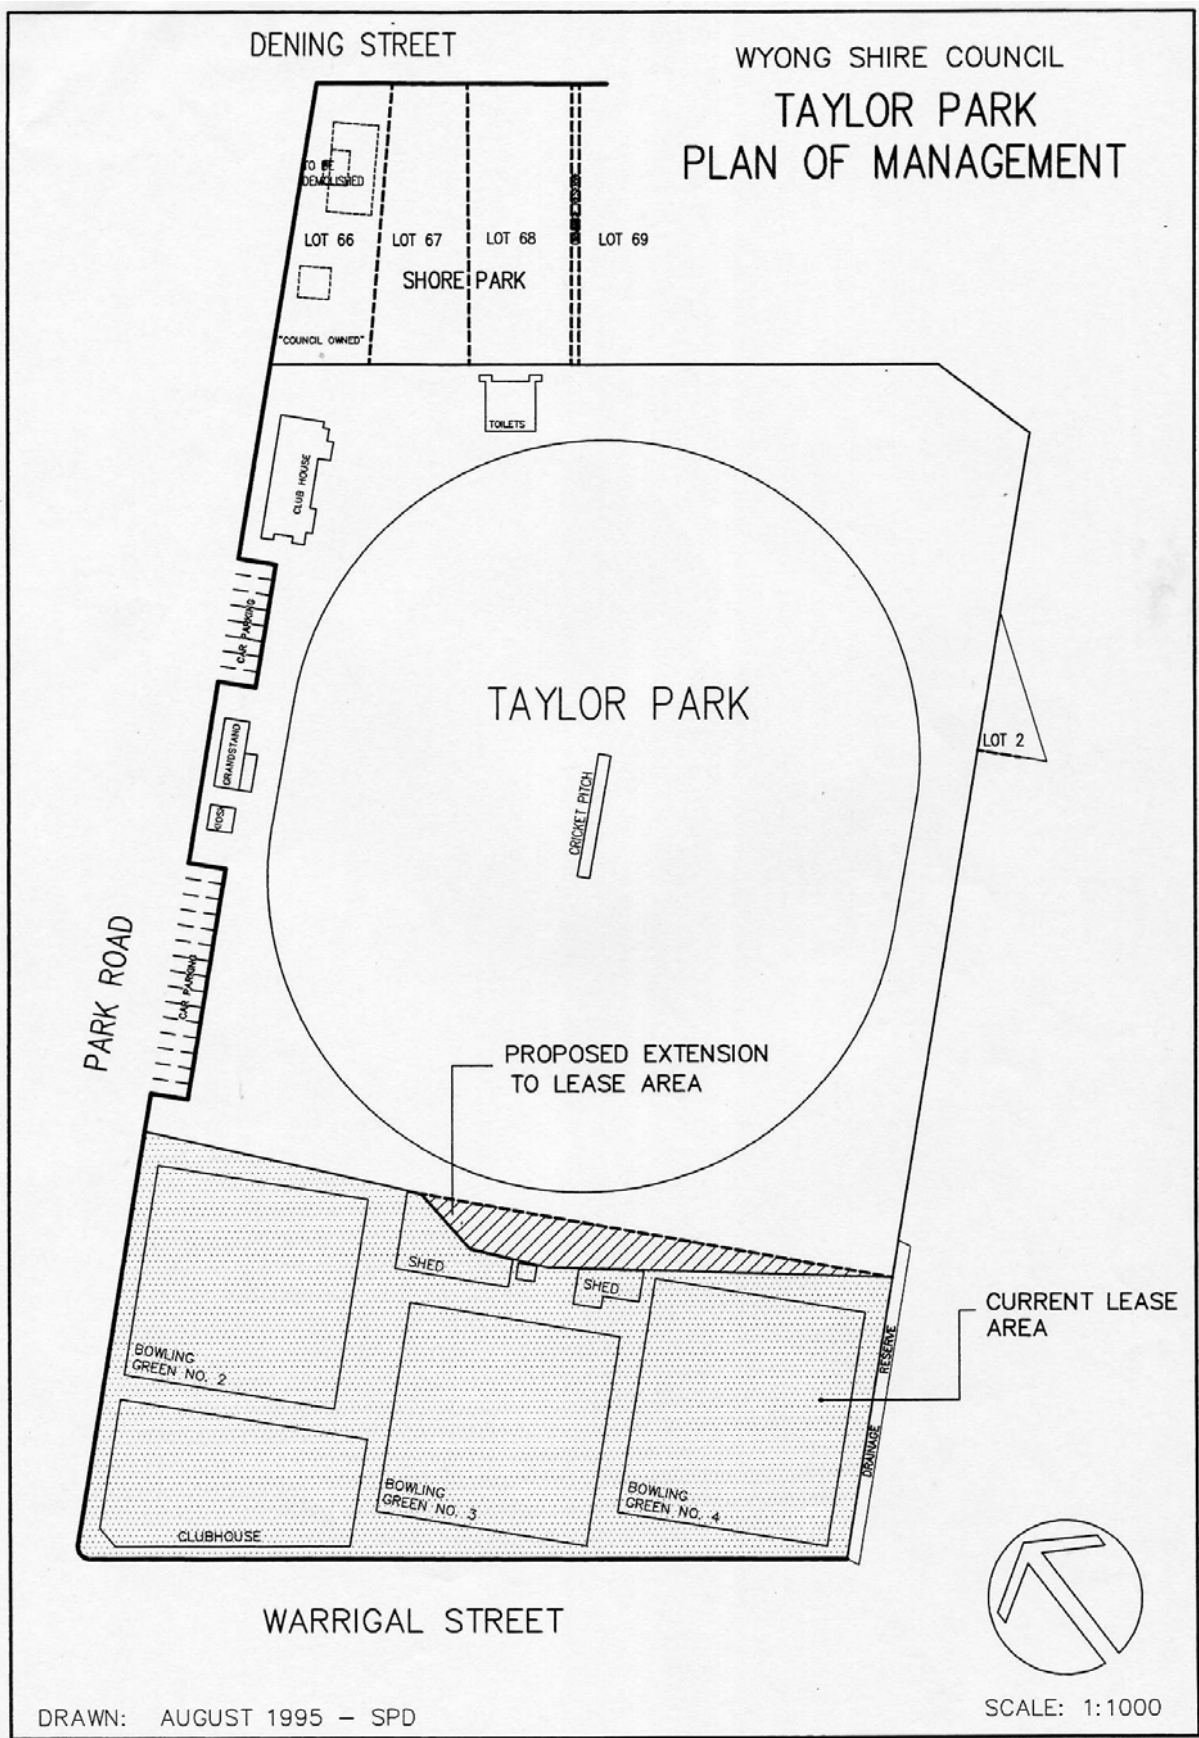 DENING STREET
WYONG SHIRE COUNCIL
TAYLOR PARK
PLAN OF MANAGEMENT
TO BE
DEMOLISHED
LOT 66
LOT 67
LOT 68
LOT 69
SHORE PARK
"COUNCIL OWNED"
TOILETS
CLUB HOUSE
CAR PARKING
TAYLOR PARK
LOT 2
GRANDSTAND
KIOSK
CRICKET PITCH
PARK ROAD
CAR PARKING
PROPOSED EXTENSION
TO LEASE AREA
SHED
SHED
CURRENT LEASE
AREA
BOWLING
GREEN NO. 2
RESERVE
DRAINAGE
BOWLING
GREEN NO. 3
BOWLING
GREEN NO. 4
CLUBHOUSE
WARRIGAL STREET
DRAWN: AUGUST 1995 – SPD
SCALE: 1:1000